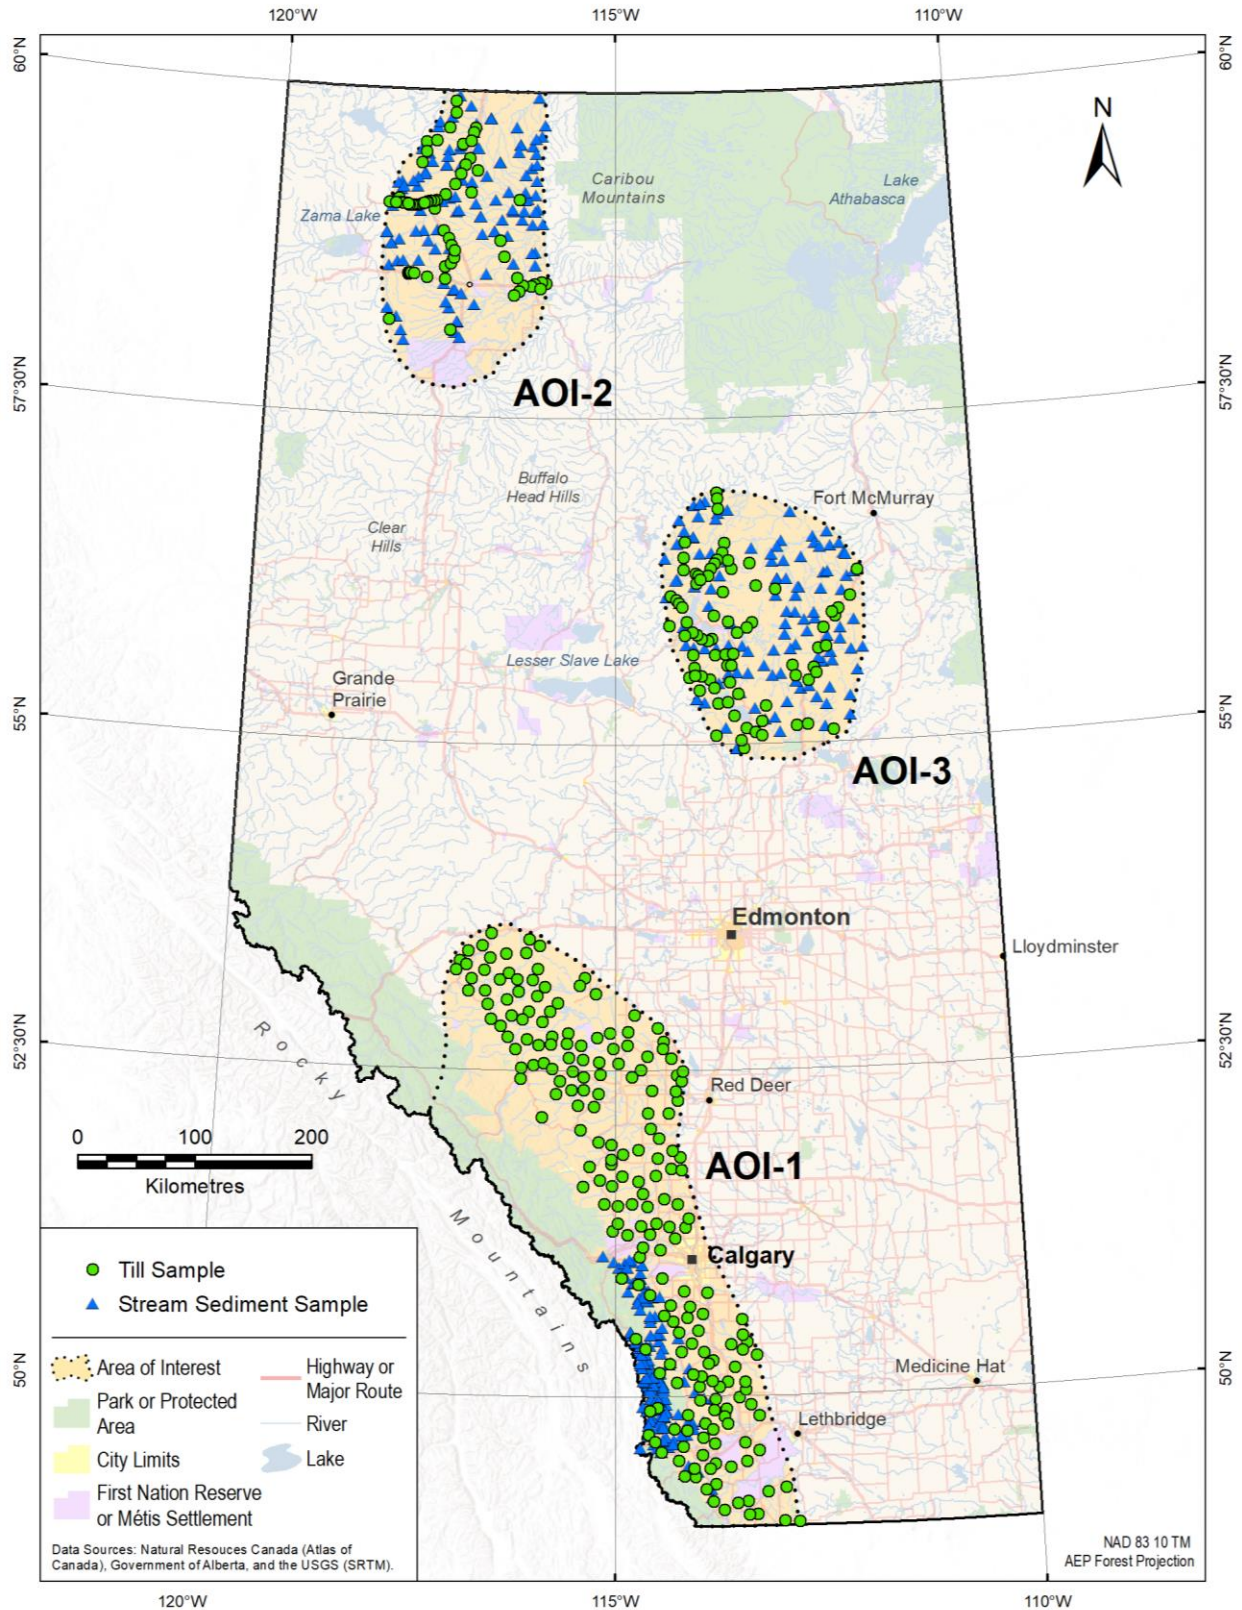 120°W
115°W
110°W
60°N
60°N
N
Caribou
Mountains
Lake
Athabasca
Zama Lake
57°30'N
57°30'N
AOI-2
Buffalo
Head Hills
Fort McMurray
Clear
Hills
Lesser Slave Lake
Grande
Prairie
55°N
55°N
AOI-3
Edmonton
Lloydminster
52°30'N
52°30'N
Rocky
Red Deer
0 100 200
Kilometres
AOI-1
Mountains
Calgary
50°N
50°N
Medicine Hat
Lethbridge
Till Sample
Stream Sediment Sample
Area of Interest
Park or Protected
Area
City Limits
First Nation Reserve
or Métis Settlement
Highway or
Major Route
River
Lake
Data Sources: Natural Resouces Canada (Atlas of
Canada), Government of Alberta, and the USGS (SRTM).
NAD 83 10 TM
AEP Forest Projection
120°W
115°W
110°W